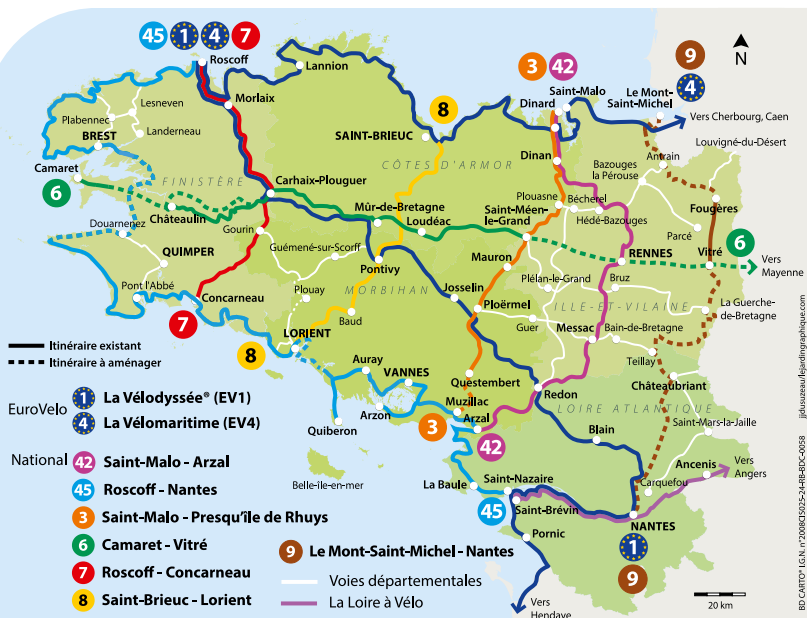 45 1 4 7
Roscoff
Lannion
Morlaix
Lesneven
Plabennec
Landerneau
BREST
Camaret
6
FINISTÈRE
Châteaulin
Carhaix-Plouguer
Douarnenez
QUIMPER
Gourin
Pont l'Abbé
Concarneau
7
SAINT-BRIEUC
8
CÔTES D'ARMOR
3 42
Dinard
Saint-Malo
Dinan
9
4
Le Mont-
Saint-Michel
Vers Cherbourg, Caen
N
Louvigné-du-Désert
Antrain
Bazouges
la Pérouse
Plouasne
Bécherel
Hédé-Bazouges
Fougères
Parcé
Mûr-de-Bretagne
Loudéac
Saint-Méen-
le-Grand
RENNES
Vitré
6
Vers
Mayenne
Guémené-sur-Scorff
Pontivy
Mauron
Plélan-le-Grand
Bruz
MORBIHAN
Josselin
Ploërmel
ILLE-ET-VILAINE
La Guerche-
de-Bretagne
Plouay
Baud
LORIENT
8
Guer
Messac
Bain-de-Bretagne
Teillay
Auray
VANNES
Questembert
Redon
Châteaubriant
LOIRE ATLANTIQUE
Muzillac
Arzal
Arzon
3
42
Quiberon
Belle-île-en-mer
Saint-Mars-la-Jaille
Blain
Ancenis
Vers
Angers
Carquefou
La Baule
Saint-Nazaire
45
Saint-Brévin
Pornic
NANTES
1
9
Vers
Hendaye
20 km
Itinéraire existant
Itinéraire à aménager
EuroVelo
1 La Vélodyssée® (EV1)
4 La Vélomaritime (EV4)
National
42 Saint-Malo - Arzal
45 Roscoff - Nantes
3 Saint-Malo - Presqu'île de Rhuys
6 Camaret - Vitré
7 Roscoff - Concarneau
8 Saint-Brieuc - Lorient
9 Le Mont-Saint-Michel - Nantes
Voies départementales
La Loire à Vélo